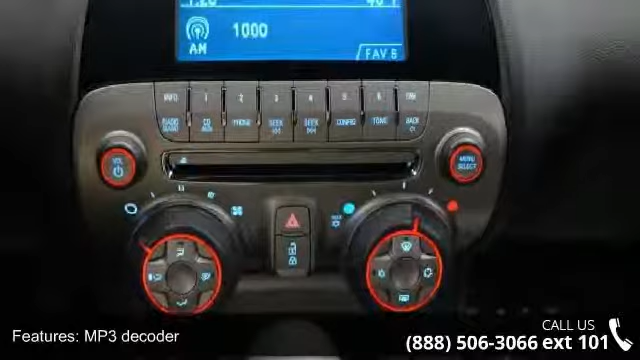 1000
AM
FAV 6
INFO 1 2 3 4 5 6 FAV
RADIO CD PHONE SEEK SEEK CONFIG TONE BACK
VOL
MENU
SELECT
CALL US
Features: MP3 decoder
(888) 506-3066 ext 101